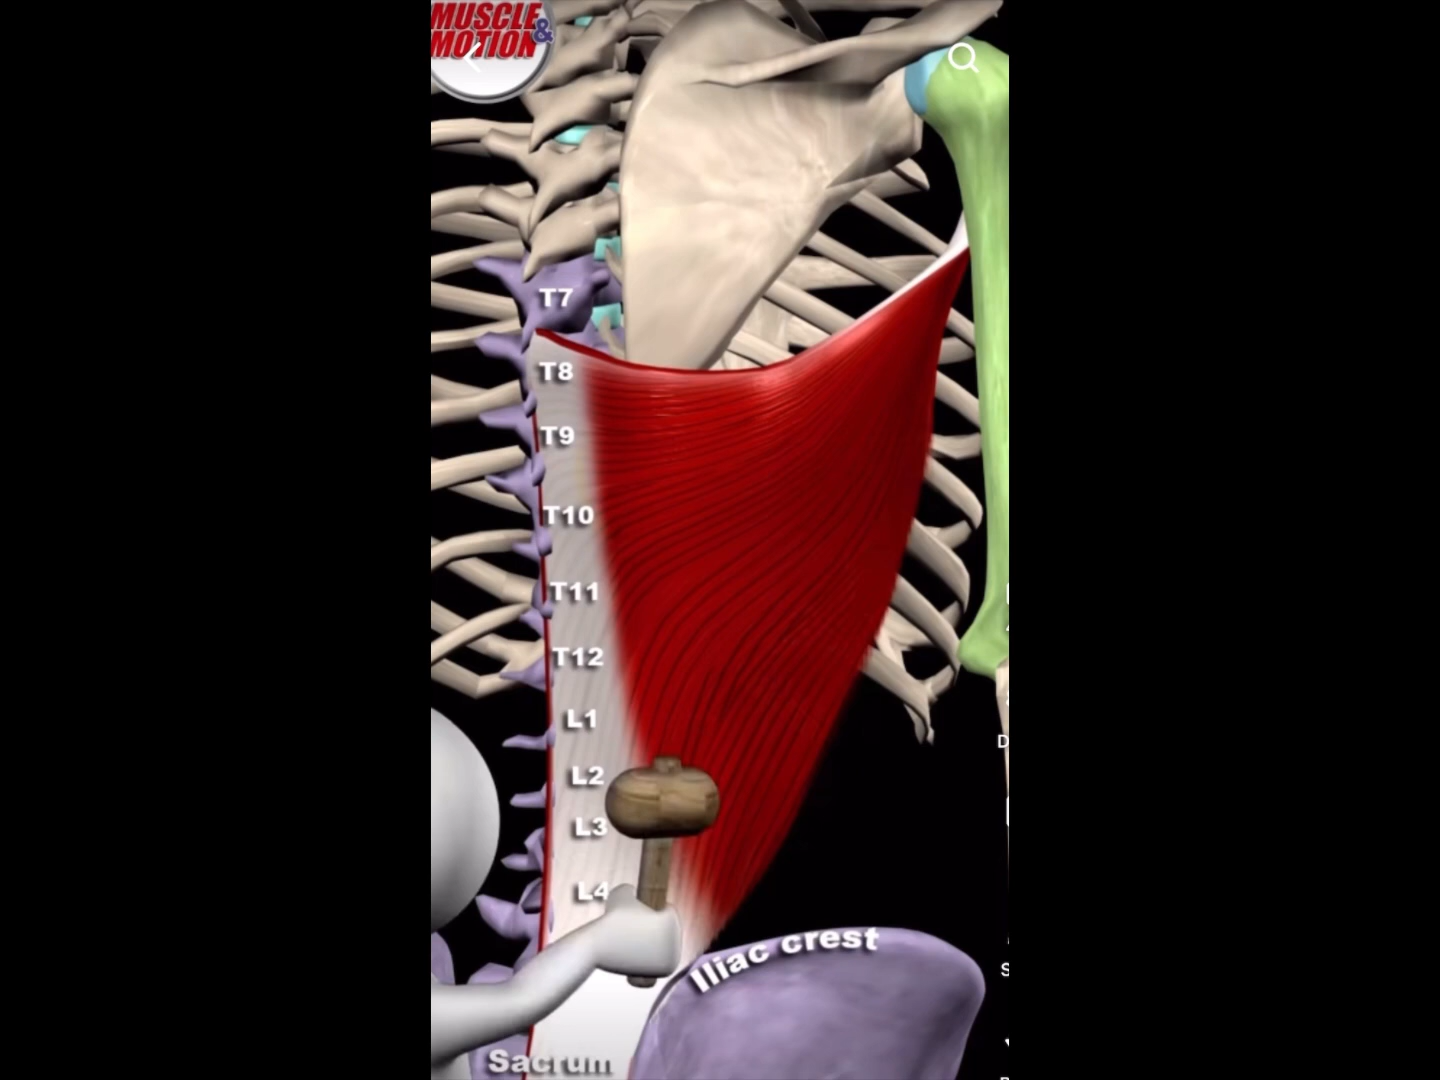 MUSCLE
& MOTION
T7
T8
T9
T10
T11
T12
L1
L2
L3
L4
Iliac crest
Sacrum
D
S